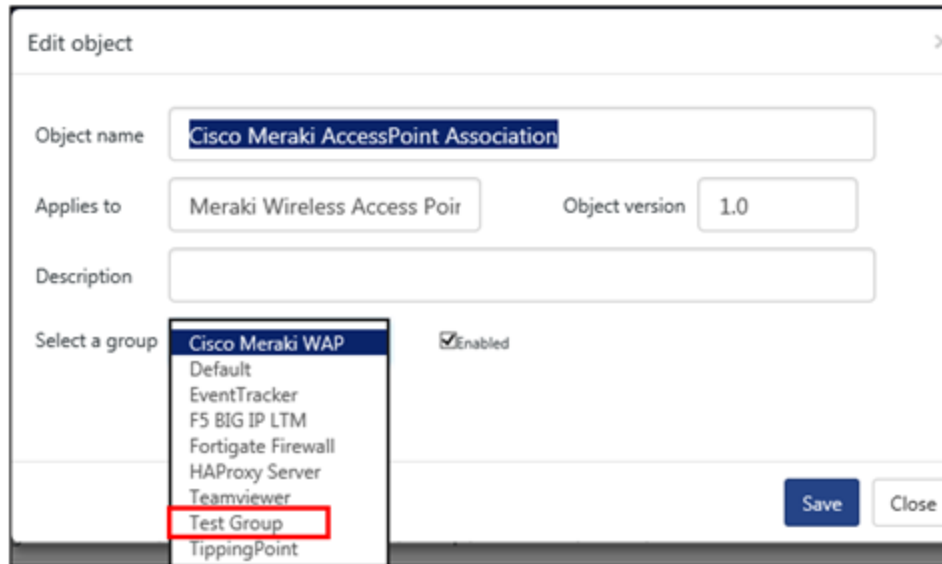 Edit object
Object name Cisco Meraki AccessPoint Association
Applies to Meraki Wireless Access Poir Object version 1.0
Description
Select a group Cisco Meraki WAP Enabled
Default
EventTracker
F5 BIG IP LTM
Fortigate Firewall
HAProxy Server
Teamviewer
Save Close
Test Group
TippingPoint